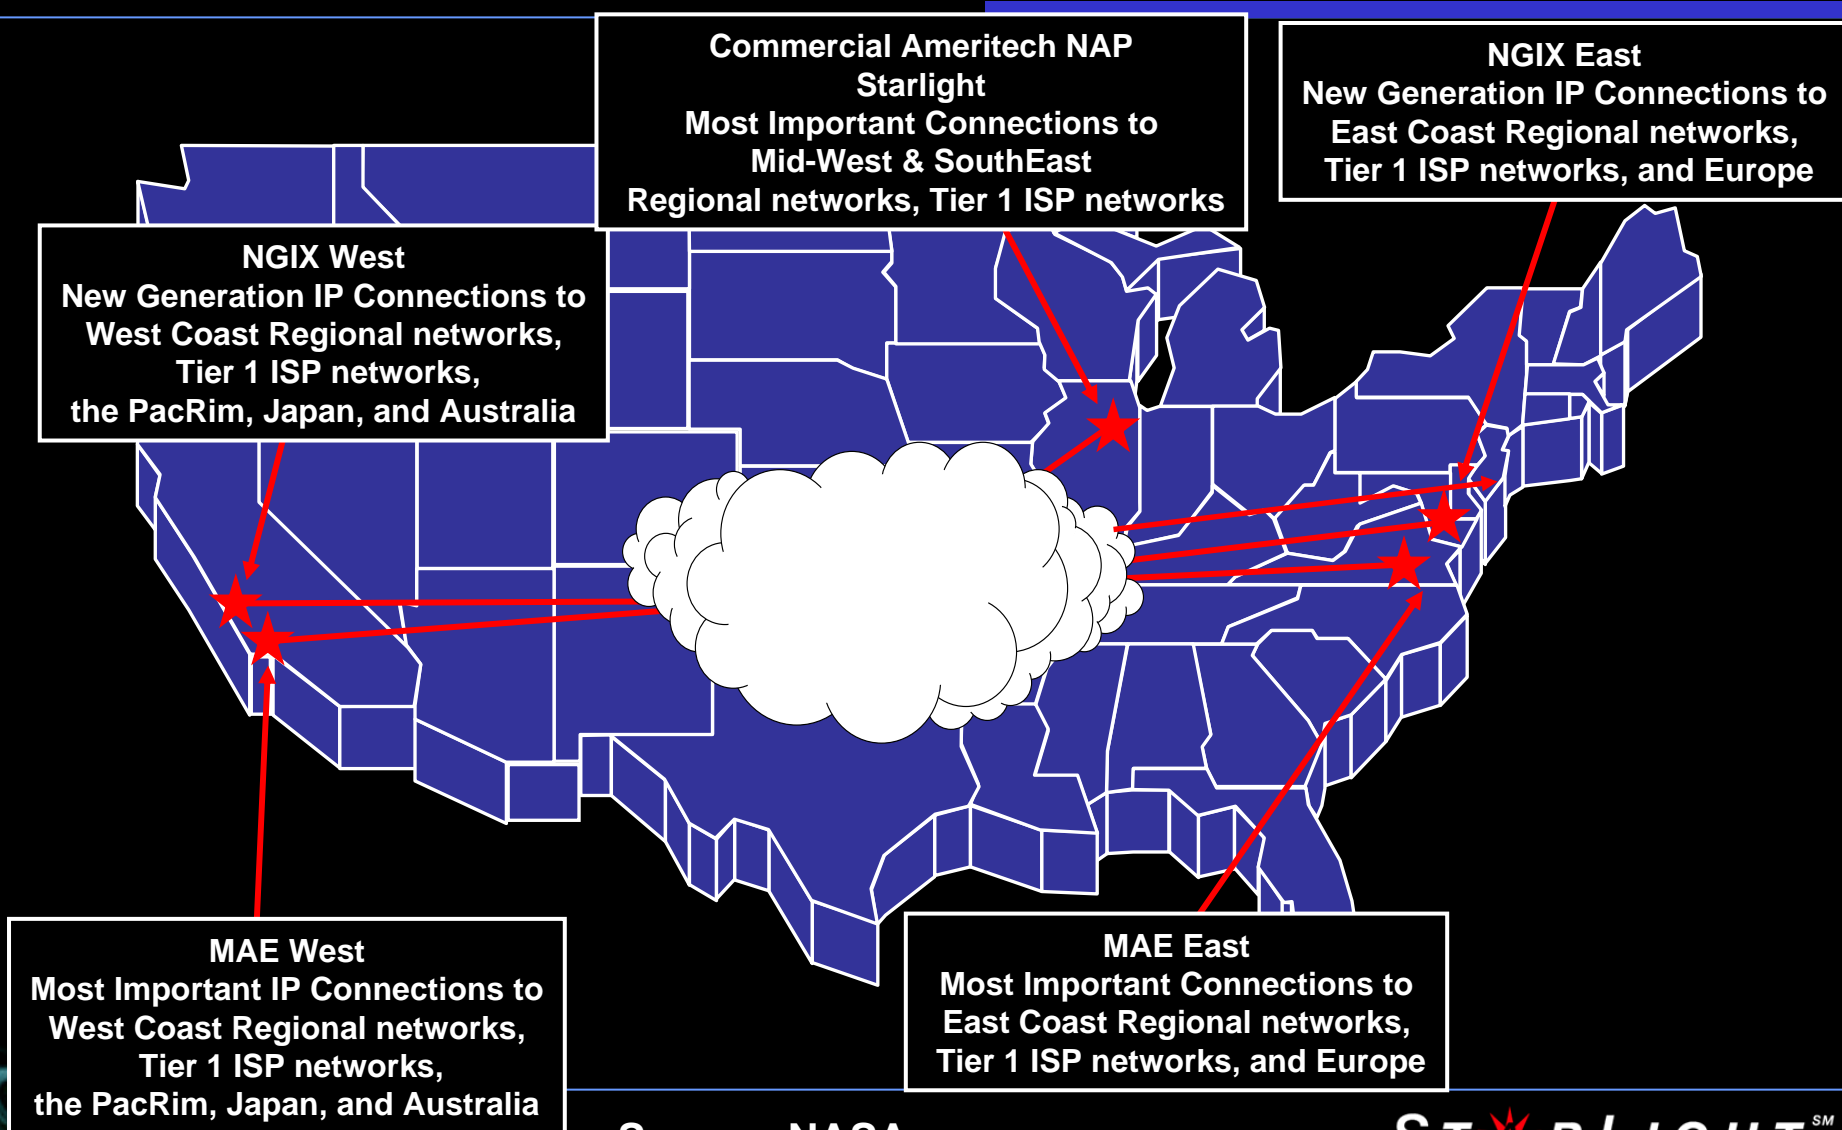 Commercial Ameritech NAP
Starlight
Most Important Connections to
Mid-West & SouthEast
Regional networks, Tier 1 ISP networks
NGIX East
New Generation IP Connections to
East Coast Regional networks,
Tier 1 ISP networks, and Europe
NGIX West
New Generation IP Connections to
West Coast Regional networks,
Tier 1 ISP networks,
the PacRim, Japan, and Australia
MAE West
Most Important IP Connections to
West Coast Regional networks,
Tier 1 ISP networks,
the PacRim, Japan, and Australia
MAE East
Most Important Connections to
East Coast Regional networks,
Tier 1 ISP networks, and Europe
NASA
SM